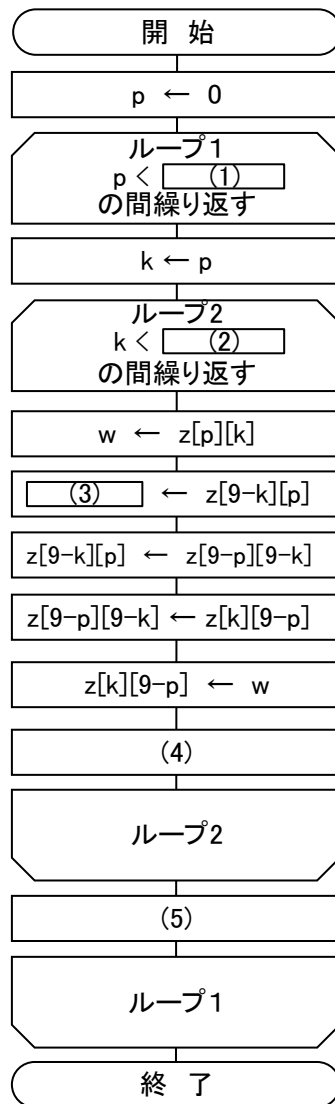 開 始
p ← 0
ループ1
p < (1)
の間繰り返す
k ← p
ループ2
k < (2)
の間繰り返す
w ← z[p][k]
(3) ← z[9-k][p]
z[9-k][p] ← z[9-p][9-k]
z[9-p][9-k] ← z[k][9-p]
z[k][9-p] ← w
(4)
ループ2
(5)
ループ1
終 了